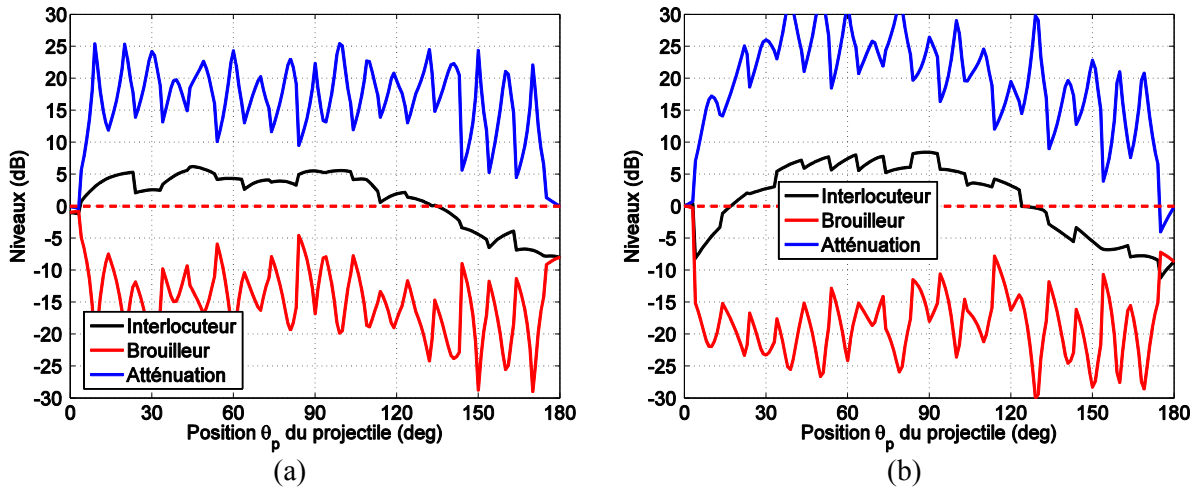 30
25
20
15
10
5
0
-5
-10
-15
-20
-25
-30
Niveaux (dB)
Interlocuteur
Brouilleur
Atténuation
0 30 60 90 120 150 180
Position θp du projectile (deg)
(a)
30
25
20
15
10
5
0
-5
-10
-15
-20
-25
-30
Niveaux (dB)
Interlocuteur
Brouilleur
Atténuation
0 30 60 90 120 150 180
Position θp du projectile (deg)
(b)